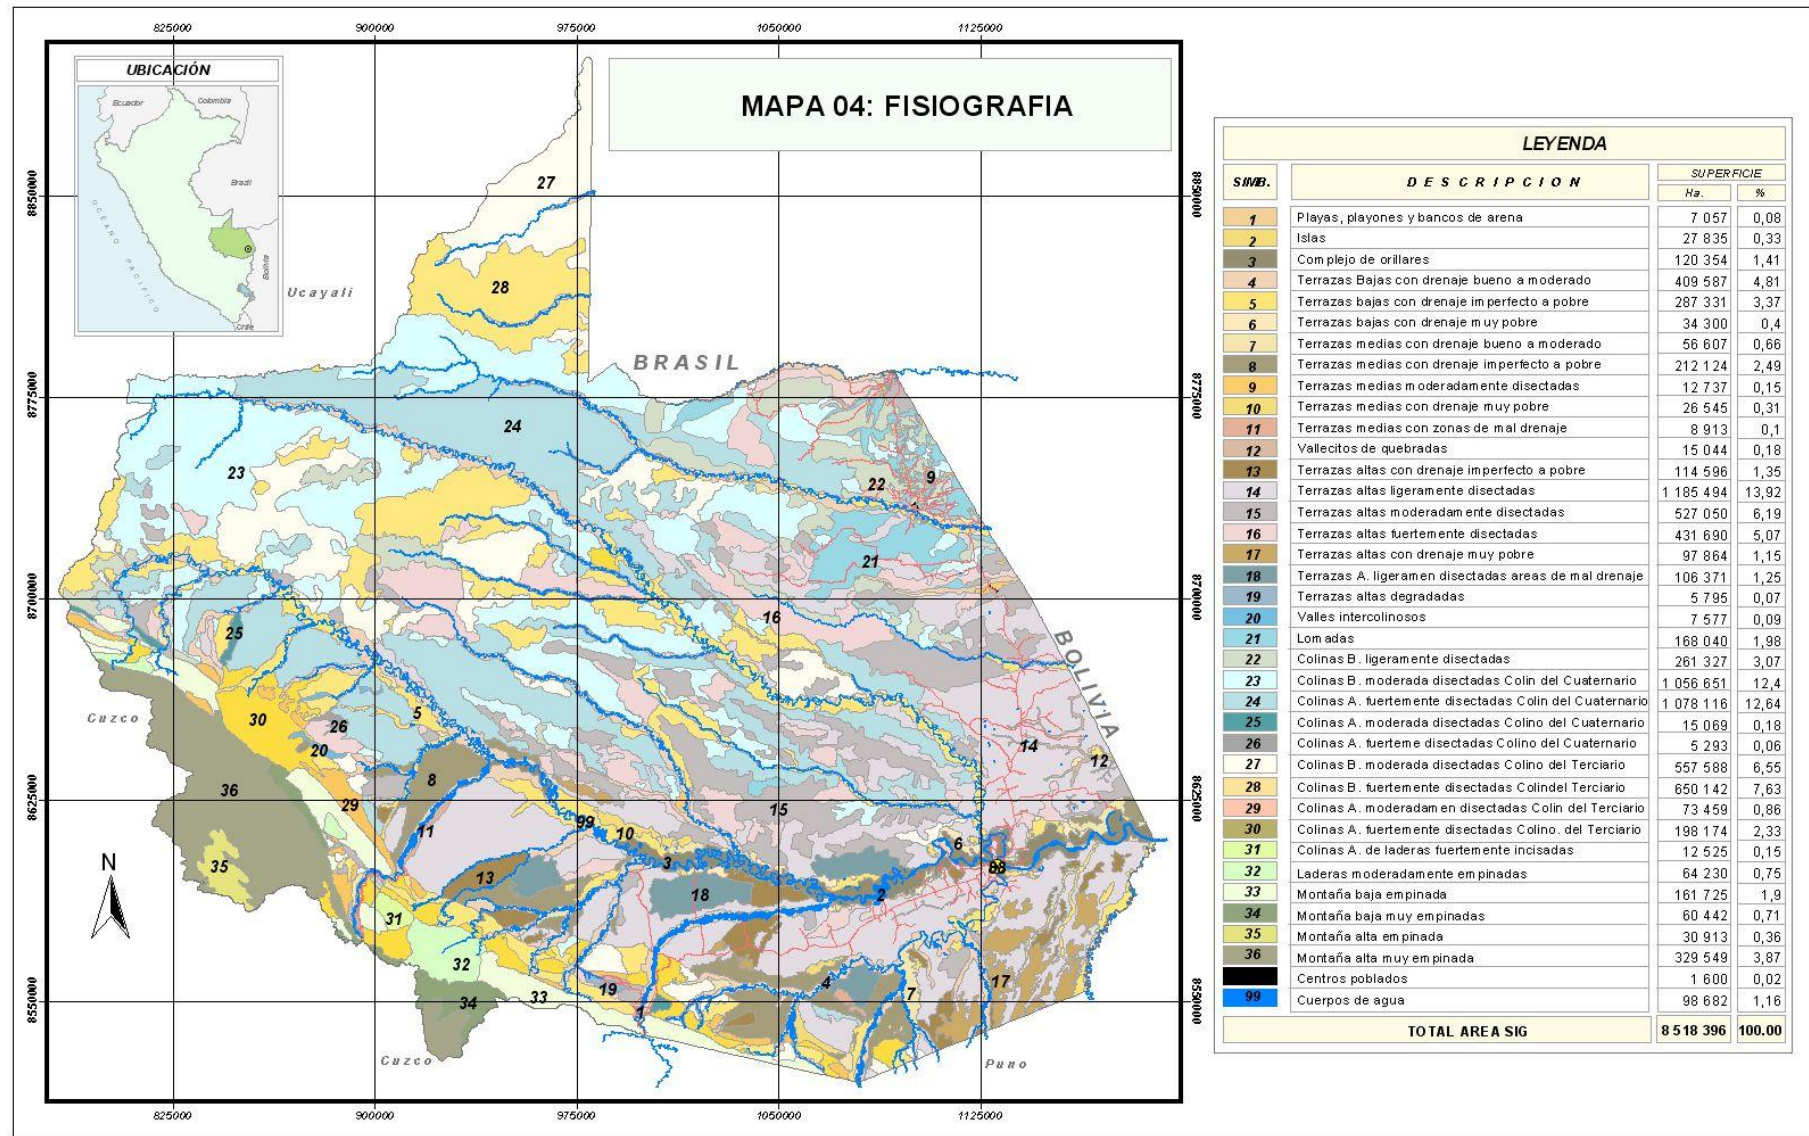 825000 900000 975000 1050000 1125000
UBICACIÓN
Ecuador
Colombia
Brazil
OCEANO PACIFICO
Bolivia
Chile
MAPA 04: FISIOGRAFIA
8850000 8850000
27
28
Ucayali
BRASIL
8775000 8775000
24
23
22
9
21
8700000 8700000
16
25
BOLIVIA
Cuzco
30
26
5
20
14
12
36
8
29
8625000 8625000
15
11
99
10
6
3
88
35
13
18
2
N
31
32
4
17
19
7
34
33
8550000 8550000
1
Cuzco
Puno
825000 900000 975000 1050000 1125000
LEYENDA
SIMB. DESCRIPCION SUPERFICIE
Ha. %
1 Playas, playones y bancos de arena 7 057 0,08
2 Islas 27 835 0,33
3 Complejo de orillares 120 354 1,41
4 Terrazas Bajas con drenaje bueno a moderado 409 587 4,81
5 Terrazas bajas con drenaje imperfecto a pobre 287 331 3,37
6 Terrazas bajas con drenaje muy pobre 34 300 0,4
7 Terrazas medias con drenaje bueno a moderado 56 607 0,66
8 Terrazas medias con drenaje imperfecto a pobre 212 124 2,49
9 Terrazas medias moderadamente disectadas 12 737 0,15
10 Terrazas medias con drenaje muy pobre 26 545 0,31
11 Terrazas medias con zonas de mal drenaje 8 913 0,1
12 Vallecitos de quebradas 15 044 0,18
13 Terrazas altas con drenaje imperfecto a pobre 114 596 1,35
14 Terrazas altas ligeramente disectadas 1 185 494 13,92
15 Terrazas altas moderadamente disectadas 527 050 6,19
16 Terrazas altas fuertemente disectadas 431 690 5,07
17 Terrazas altas con drenaje muy pobre 97 864 1,15
18 Terrazas A. ligeramen disectadas areas de mal drenaje 106 371 1,25
19 Terrazas altas degradadas 5 795 0,07
20 Valles intercolinosos 7 577 0,09
21 Lomadas 168 040 1,98
22 Colinas B. ligeramente disectadas 261 327 3,07
23 Colinas B. moderada disectadas Colin del Cuaternario 1 056 651 12,4
24 Colinas A. fuertemente disectadas Colin del Cuaternario 1 078 116 12,64
25 Colinas A. moderada disectadas Colino del Cuaternario 15 069 0,18
26 Colinas A. fuerteme disectadas Colino del Cuaternario 5 293 0,06
27 Colinas B. moderada disectadas Colino del Terciario 557 588 6,55
28 Colinas B. fuertemente disectadas Colindel Terciario 650 142 7,63
29 Colinas A. moderadamen disectadas Colin del Terciario 73 459 0,86
30 Colinas A. fuertemente disectadas Colino. del Terciario 198 174 2,33
31 Colinas A. de laderas fuertemente incisadas 12 525 0,15
32 Laderas moderadamente empinadas 64 230 0,75
33 Montaña baja empinada 161 725 1,9
34 Montaña baja muy empinadas 60 442 0,71
35 Montaña alta empinada 30 913 0,36
36 Montaña alta muy empinada 329 549 3,87
Centros poblados 1 600 0,02
99 Cuerpos de agua 98 682 1,16
TOTAL AREA SIG 8 518 396 100.00